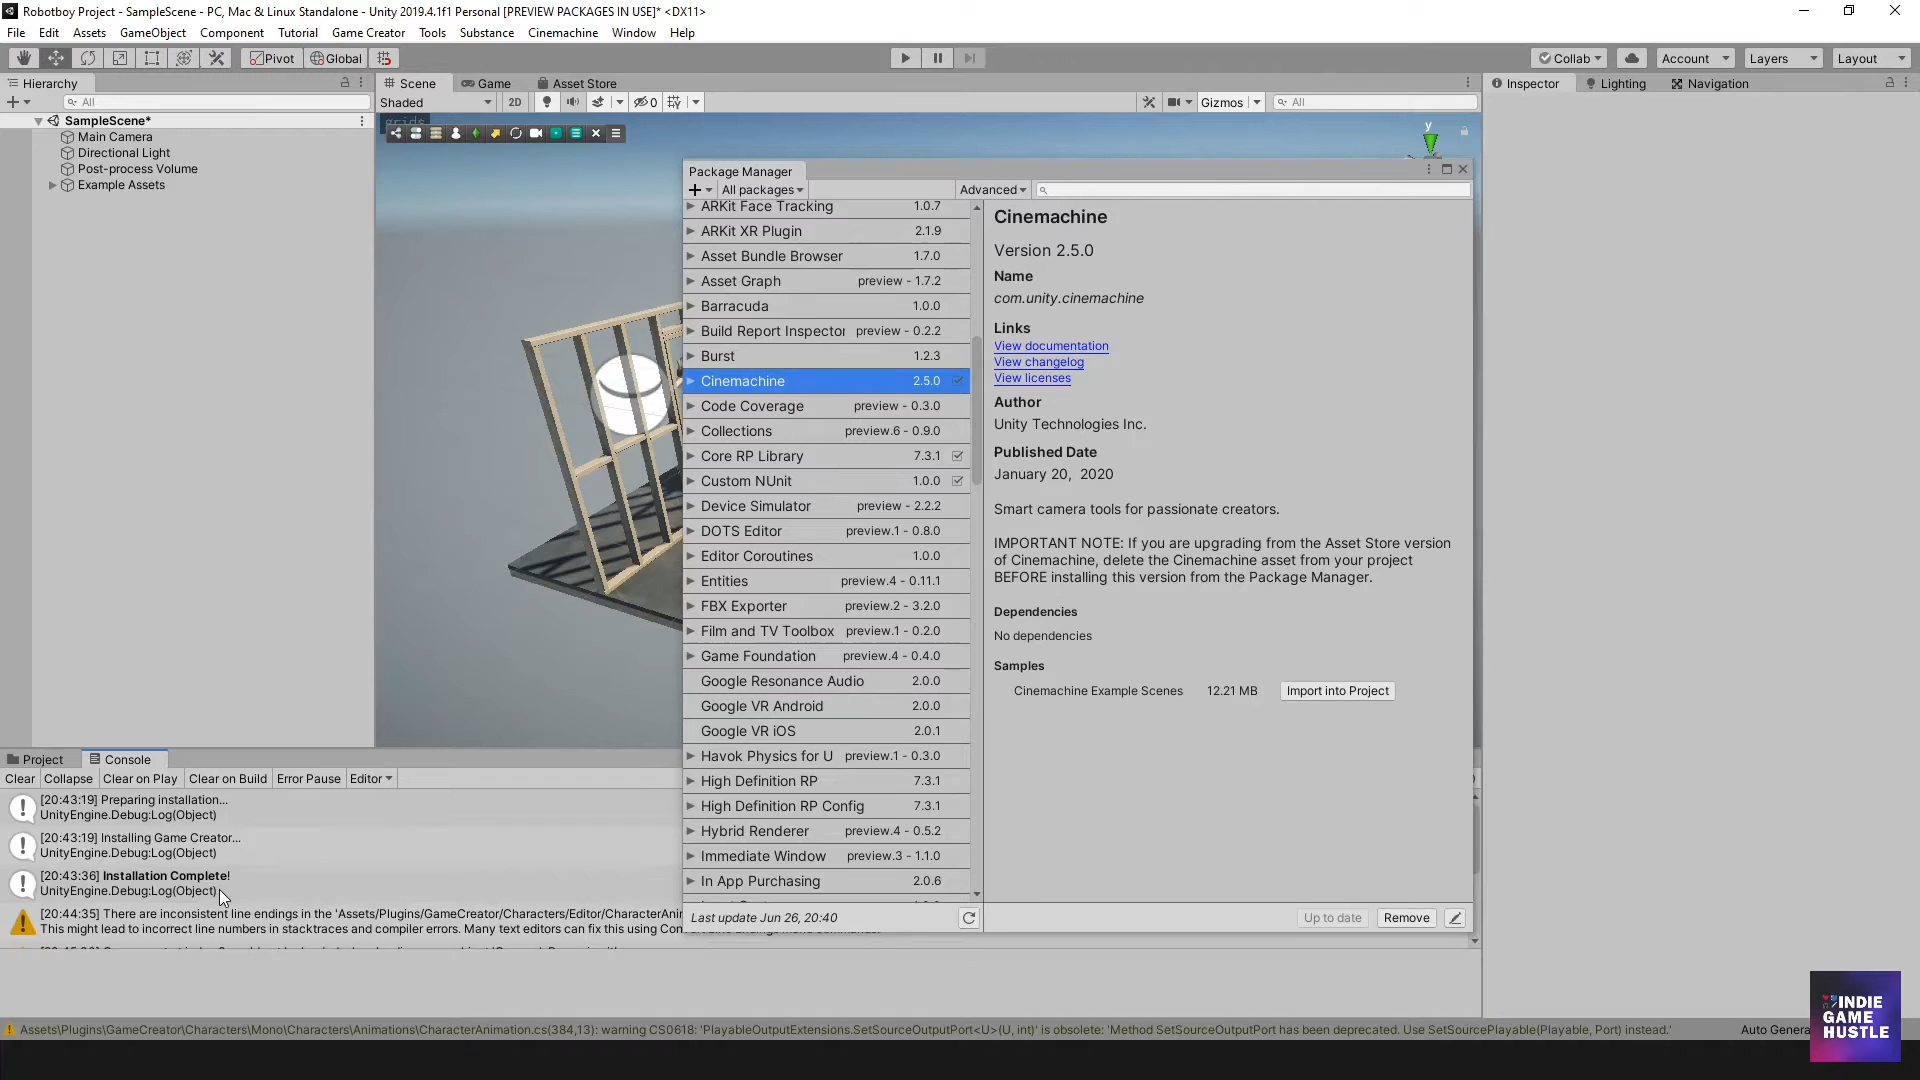 Robotboy Project - SampleScene - PC, Mac & Linux Standalone - Unity 2019.4.1f1 Personal [PREVIEW PACKAGES IN USE]* <DX11>
File Edit Assets GameObject Component Tutorial Game Creator Tools Substance Cinemachine Window Help
Pivot Global Collab Account Layers Layout
Hierarchy Scene Game Asset Store Inspector Lighting Navigation
All Shaded 2D 0 Gizmos All
SampleScene*
Main Camera
Directional Light
Post-process Volume
Example Assets
grids
y
Package Manager
All packages Advanced
ARKit Face Tracking 1.0.7
ARKit XR Plugin 2.1.9
Asset Bundle Browser 1.7.0
Asset Graph preview - 1.7.2
Barracuda 1.0.0
Build Report Inspector preview - 0.2.2
Burst 1.2.3
Cinemachine 2.5.0
Code Coverage preview - 0.3.0
Collections preview.6 - 0.9.0
Core RP Library 7.3.1
Custom NUnit 1.0.0
Device Simulator preview - 2.2.2
DOTS Editor preview.1 - 0.8.0
Editor Coroutines 1.0.0
Entities preview.4 - 0.11.1
FBX Exporter preview.2 - 3.2.0
Film and TV Toolbox preview.1 - 0.2.0
Game Foundation preview.4 - 0.4.0
Google Resonance Audio 2.0.0
Google VR Android 2.0.0
Google VR iOS 2.0.1
Havok Physics for U preview.1 - 0.3.0
High Definition RP 7.3.1
High Definition RP Config 7.3.1
Hybrid Renderer preview.4 - 0.5.2
Immediate Window preview.3 - 1.1.0
In App Purchasing 2.0.6
Last update Jun 26, 20:40
Cinemachine
Version 2.5.0
Name
com.unity.cinemachine
Links
View documentation
View changelog
View licenses
Author
Unity Technologies Inc.
Published Date
January 20, 2020
Smart camera tools for passionate creators.
IMPORTANT NOTE: If you are upgrading from the Asset Store version
of Cinemachine, delete the Cinemachine asset from your project
BEFORE installing this version from the Package Manager.
Dependencies
No dependencies
Samples
Cinemachine Example Scenes 12.21 MB Import into Project
Up to date Remove
Project Console
Clear Collapse Clear on Play Clear on Build Error Pause Editor
[20:43:19] Preparing installation...
UnityEngine.Debug:Log(Object)
[20:43:19] Installing Game Creator...
UnityEngine.Debug:Log(Object)
[20:43:36] Installation Complete!
UnityEngine.Debug:Log(Object)
[20:44:35] There are inconsistent line endings in the 'Assets/Plugins/GameCreator/Characters/Editor/CharacterAni
This might lead to incorrect line numbers in stacktraces and compiler errors. Many text editors can fix this using Con
Assets\Plugins\GameCreator\Characters\Mono\Characters\Animations\CharacterAnimation.cs(384,13): warning CS0618: 'PlayableOutputExtensions.SetSourceOutputPort<U>(U, int)' is obsolete: 'Method SetSourceOutputPort has been deprecated. Use SetSourcePlayable(Playable, Port) instead.'
Auto Genera
INDIE
GAME
HUSTLE